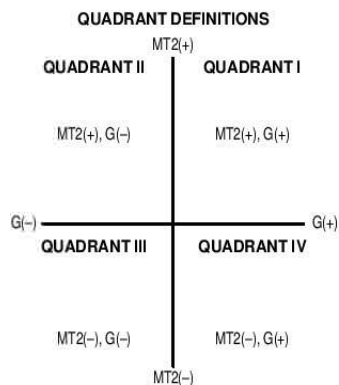 QUADRANT DEFINITIONS
MT2(+)
QUADRANT II
QUADRANT I
MT2(+), G(–)
MT2(+), G(+)
G(–)
G(+)
QUADRANT III
QUADRANT IV
MT2(–), G(–)
MT2(–), G(+)
MT2(–)